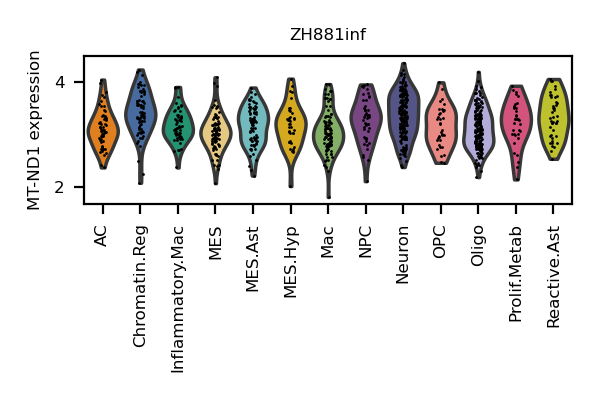 ZH881inf
MT-ND1 expression
4
2
AC
Chromatin.Reg
Inflammatory.Mac
MES
MES.Ast
MES.Hyp
Mac
NPC
Neuron
OPC
Oligo
Prolif.Metab
Reactive.Ast